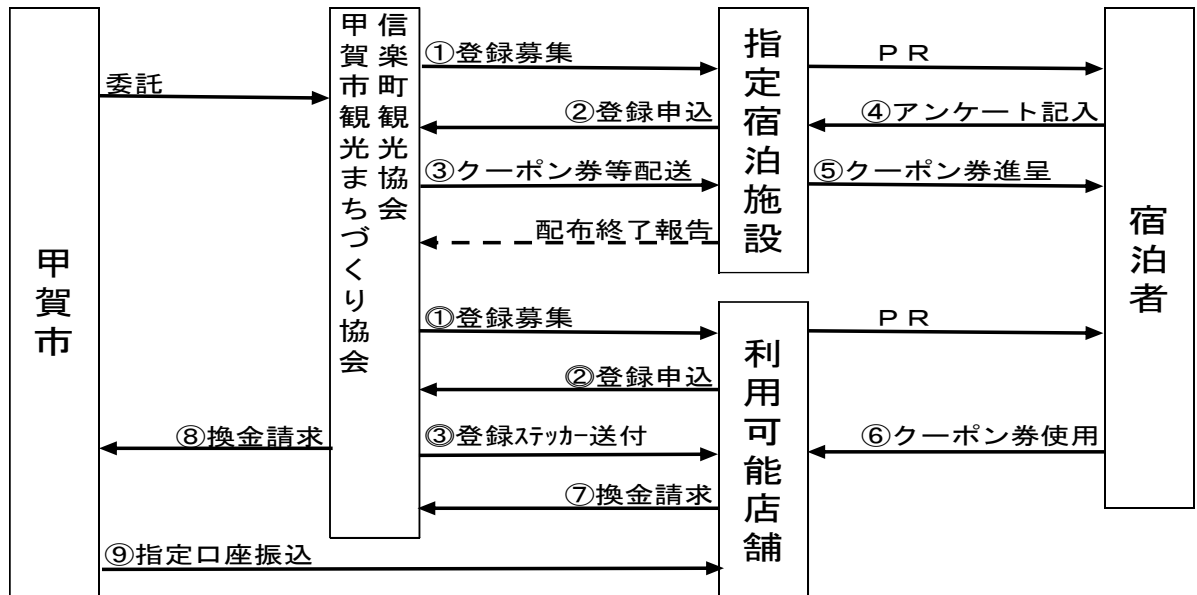 甲賀市
委託
信楽町観光協会
甲賀市観光まちづくり協会
①登録募集
②登録申込
③クーポン券等配送
配布終了報告
指定宿泊施設
ＰＲ
④アンケート記入
⑤クーポン券進呈
宿泊者
①登録募集
②登録申込
③登録ｽﾃｯｶｰ送付
⑦換金請求
利用可能店舗
ＰＲ
⑥クーポン券使用
⑧換金請求
⑨指定口座振込